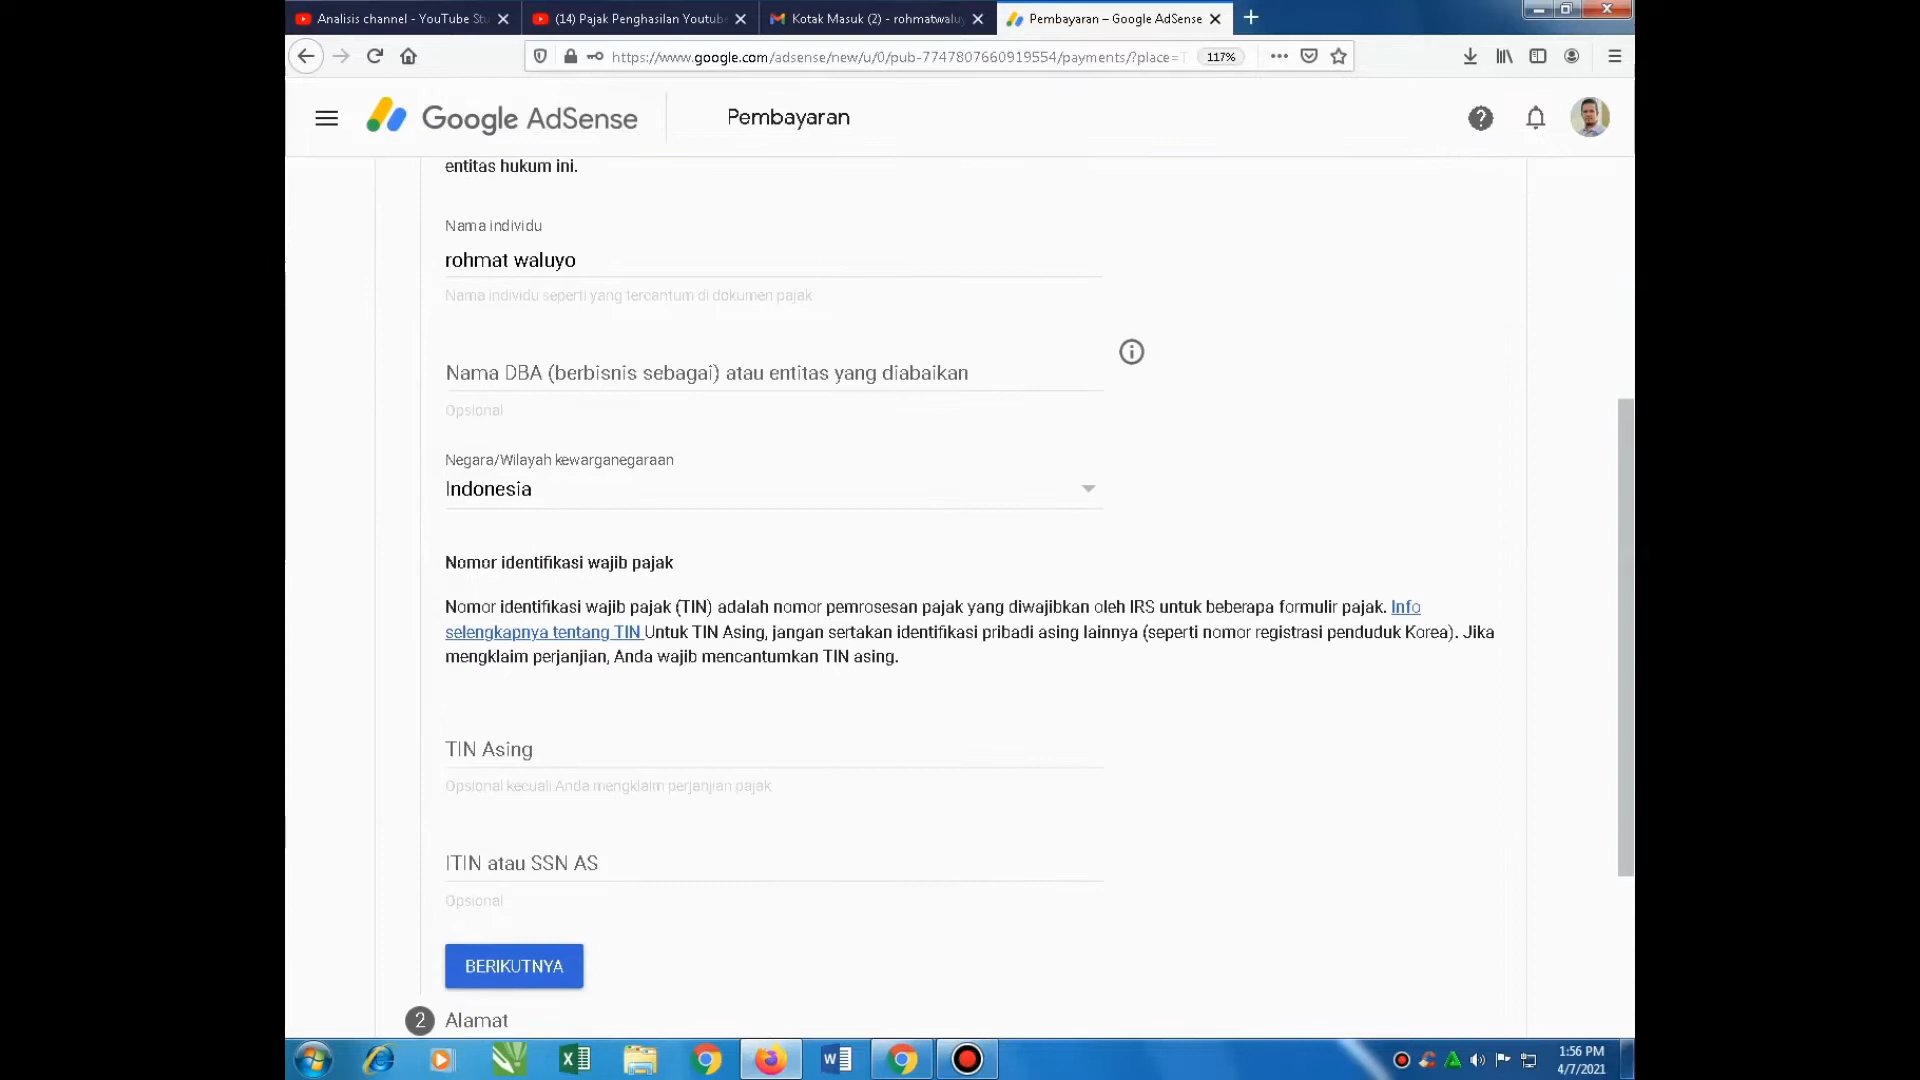 Analisis channel - YouTube Stu
(14) Pajak Penghasilan Youtube
Kotak Masuk (2) - rohmatwaluy
Pembayaran – Google AdSense
https://www.google.com/adsense/new/u/0/pub-7747807660919554/payments/?place=
117%
Google AdSense
Pembayaran
entitas hukum ini.
Nama individu
rohmat waluyo
Nama individu seperti yang tercantum di dokumen pajak
Nama DBA (berbisnis sebagai) atau entitas yang diabaikan
Opsional
Negara/Wilayah kewarganegaraan
Indonesia
Nomor identifikasi wajib pajak
Nomor identifikasi wajib pajak (TIN) adalah nomor pemrosesan pajak yang diwajibkan oleh IRS untuk beberapa formulir pajak. Info
selengkapnya tentang TIN Untuk TIN Asing, jangan sertakan identifikasi pribadi asing lainnya (seperti nomor registrasi penduduk Korea). Jika
mengklaim perjanjian, Anda wajib mencantumkan TIN asing.
TIN Asing
Opsional kecuali Anda mengklaim perjanjian pajak
ITIN atau SSN AS
Opsional
BERIKUTNYA
2 Alamat
1:56 PM
4/7/2021